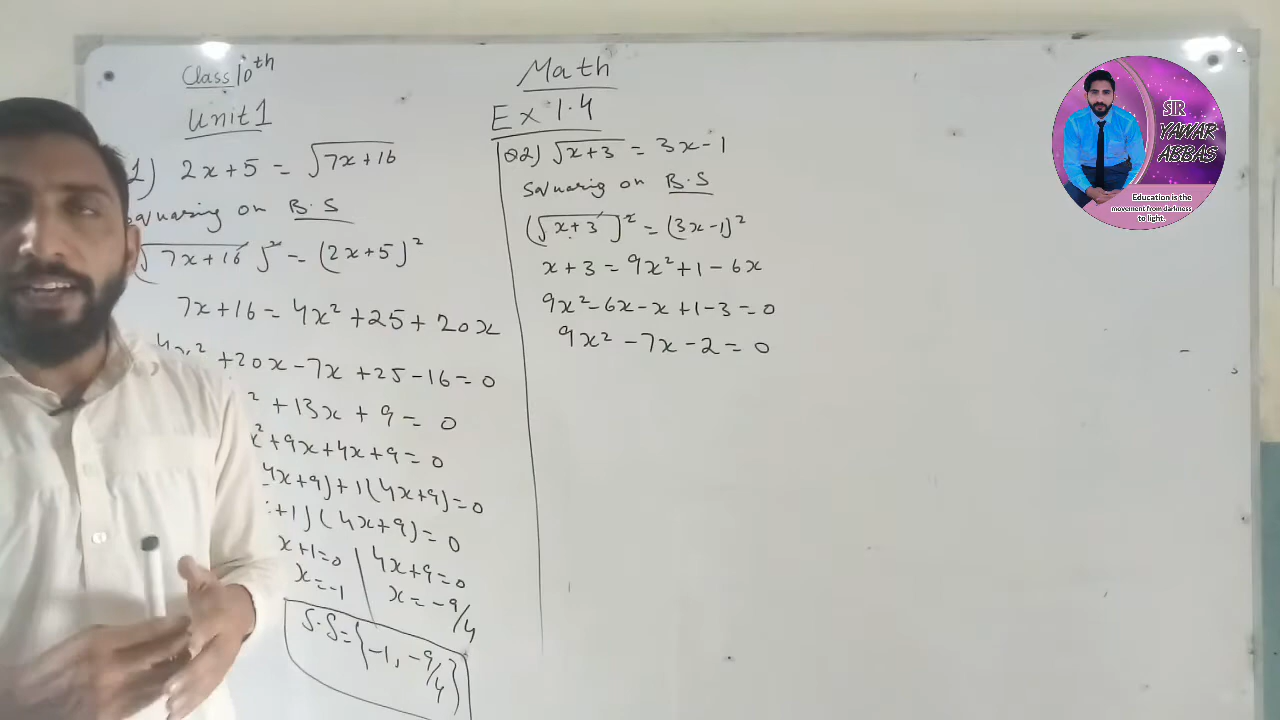 Class 10th
Unit 1
1) 2x+5 = √7x+16
Squaring on B.S
(√7x+16)² = (2x+5)²
7x+16 = 4x²+25+20x
4x²+20x-7x+25-16=0
²+13x+9=0
x²+9x+4x+9=0
4x+9)+1(4x+9)=0
+1)(4x+9)=0
x+1=0 | 4x+9=0
x=-1 | x=-9/4
S.S={-1, -9/4}
Math
Ex 1.4
Q2) √x+3 = 3x-1
Squaring on B.S
(√x+3)² = (3x-1)²
x+3 = 9x²+1-6x
9x²-6x-x+1-3=0
9x²-7x-2=0
SIR
YAWAR
ABBAS
Education is the
movement from darkness
to light.